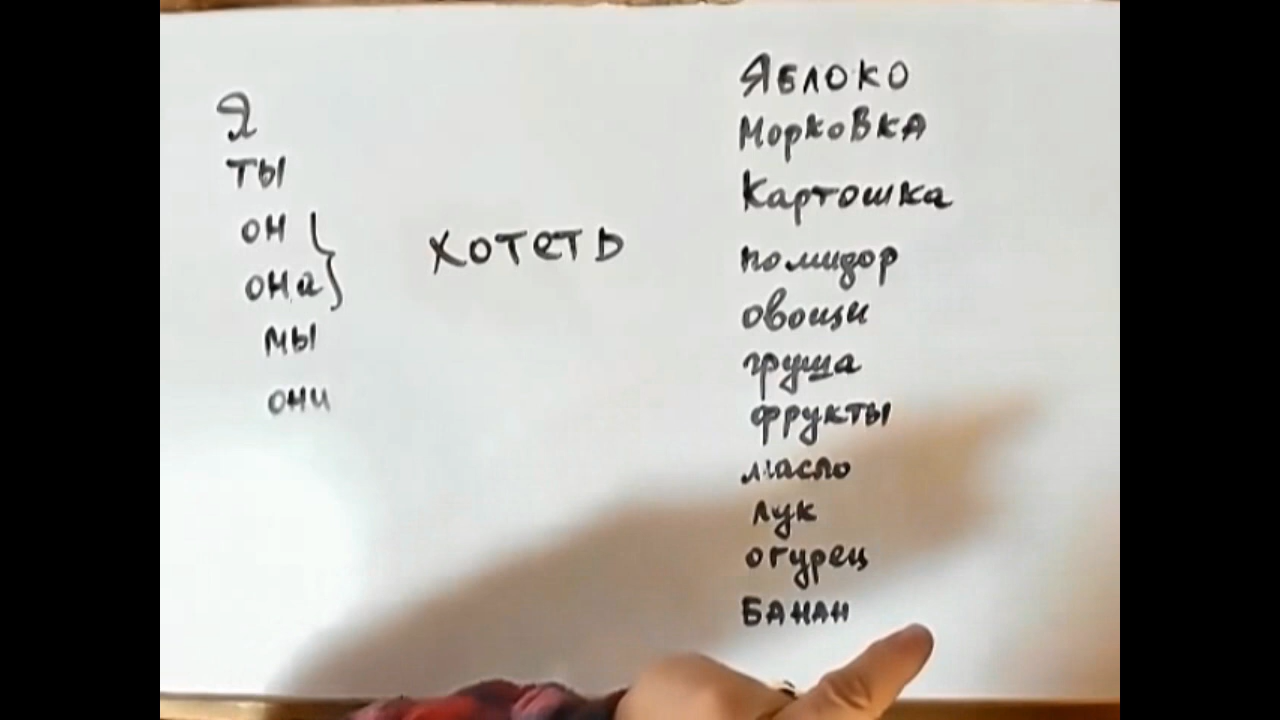 Я
ты
он
она
мы
они
хотеть
Яблоко
Морковка
Картошка
помидор
овощи
груша
фрукты
масло
лук
огурец
БАНАН